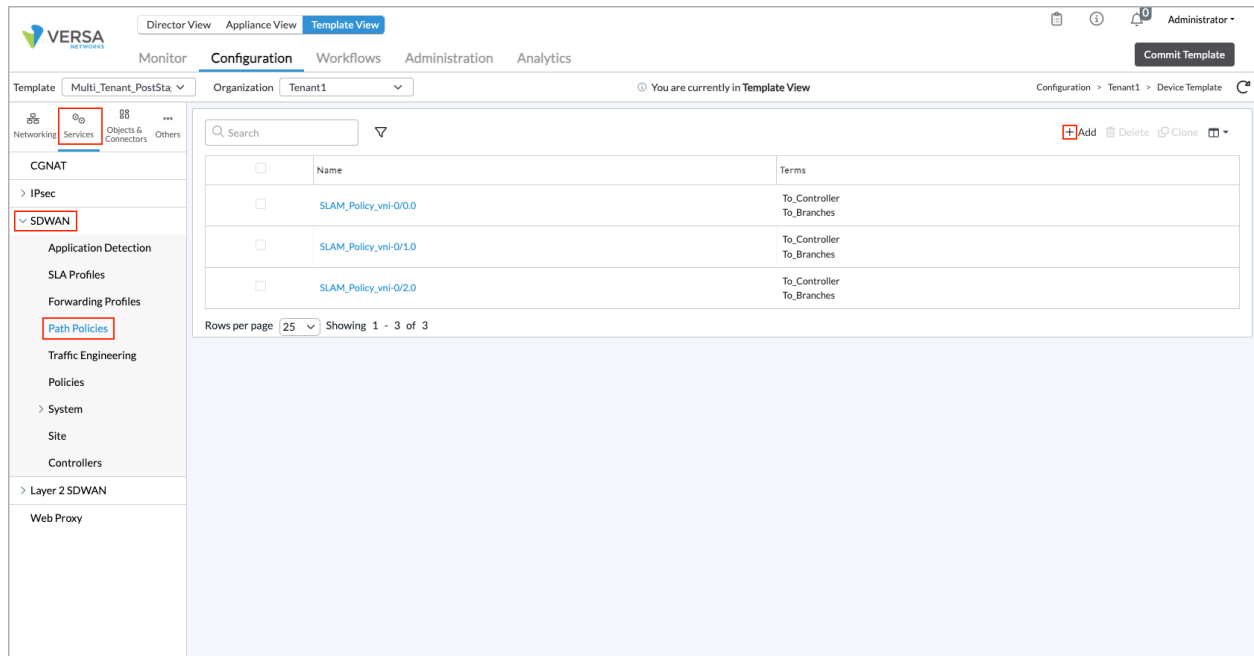 Director View Appliance View Template View
VERSA
NETWORKS
0
Administrator
Monitor Configuration Workflows Administration Analytics
Commit Template
Template Multi_Tenant_PostSta Organization Tenant1
You are currently in Template View
Configuration > Tenant1 > Device Template
Networking Services Objects & Connectors Others
Search
+ Add Delete Clone
CGNAT
> IPsec
SDWAN
Application Detection
SLA Profiles
Forwarding Profiles
Path Policies
Traffic Engineering
Policies
> System
Site
Controllers
> Layer 2 SDWAN
Web Proxy
Name Terms
SLAM_Policy_vni-0/0.0 To_Controller
To_Branches
SLAM_Policy_vni-0/1.0 To_Controller
To_Branches
SLAM_Policy_vni-0/2.0 To_Controller
To_Branches
Rows per page 25 Showing 1 - 3 of 3